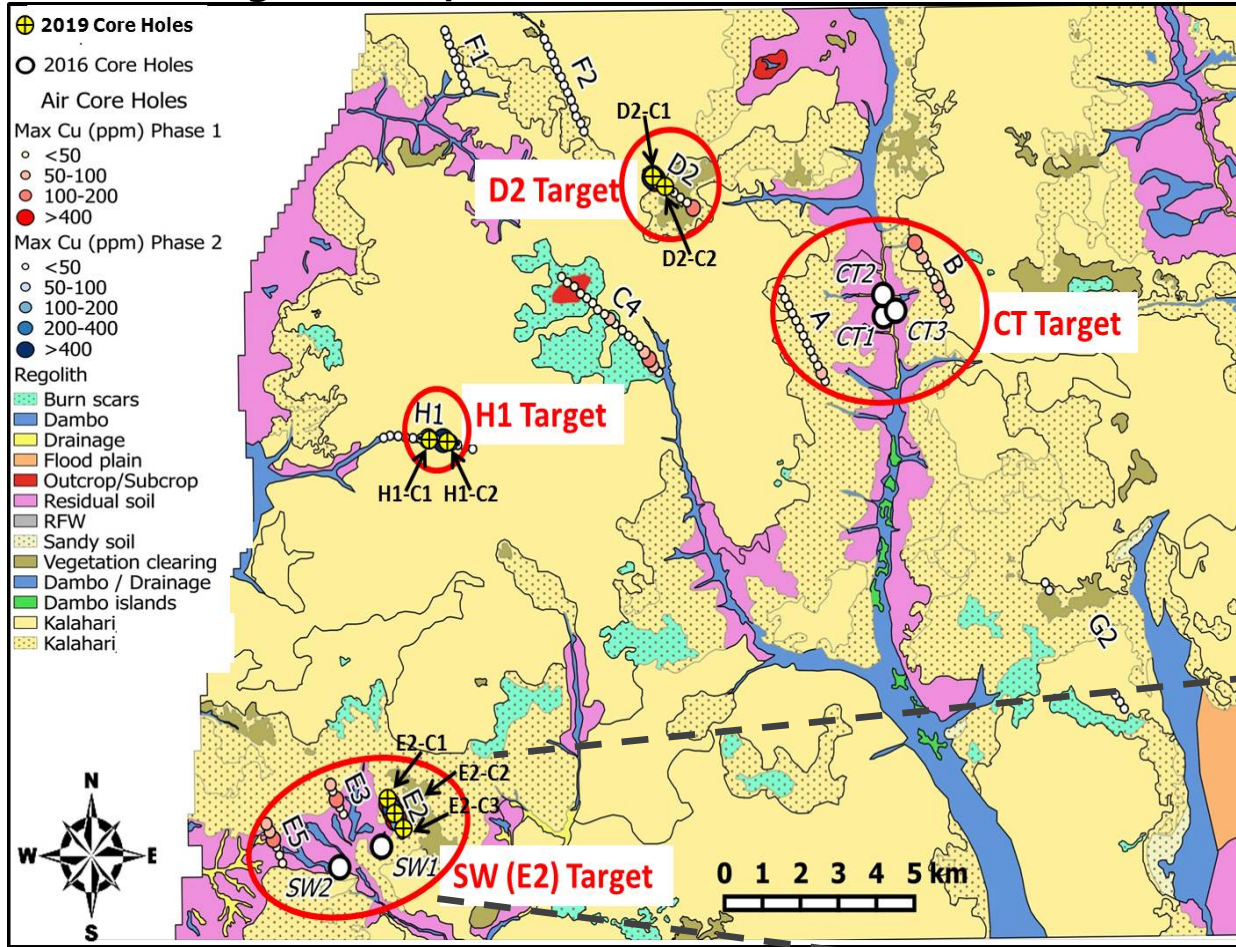 2019 Core Holes
2016 Core Holes
Air Core Holes
Max Cu (ppm) Phase 1
<50
50-100
100-200
>400
Max Cu (ppm) Phase 2
<50
50-100
100-200
200-400
>400
Regolith
Burn scars
Dambo
Drainage
Flood plain
Outcrop/Subcrop
Residual soil
RFW
Sandy soil
Vegetation clearing
Dambo / Drainage
Dambo islands
Kalahari
Kalahari
F1
F2
D2-C1
D2
D2 Target
D2-C2
B
CT2
A
CT1
CT3
CT Target
C4
H1
H1 Target
H1-C1
H1-C2
G2
E2-C1
E2-C2
E3
E2
E2-C3
E5
SW1
SW2
SW (E2) Target
N
W
E
S
0 1 2 3 4 5 km